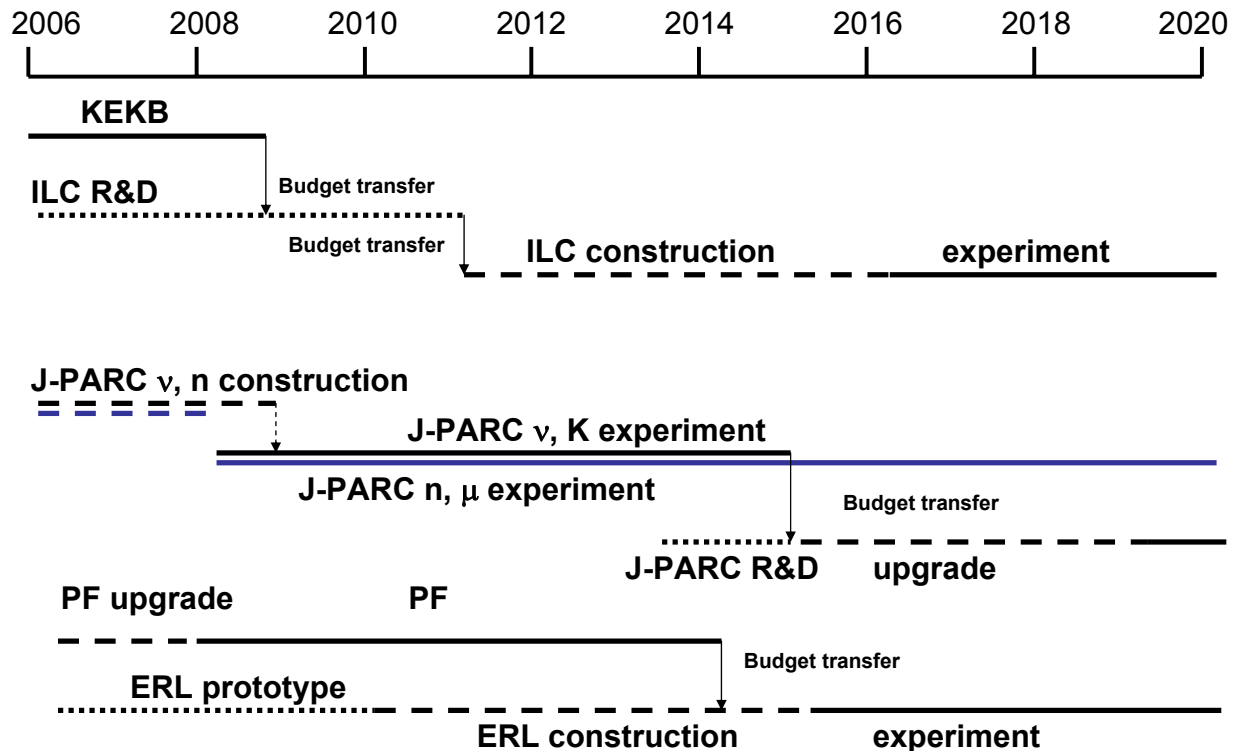 2006 2008 2010 2012 2014 2016 2018 2020
KEKB
ILC R&D
Budget transfer
Budget transfer
ILC construction experiment
J-PARC ν, n construction
J-PARC ν, K experiment
J-PARC n, μ experiment
Budget transfer
J-PARC R&D upgrade
PF upgrade PF
Budget transfer
ERL prototype
ERL construction experiment